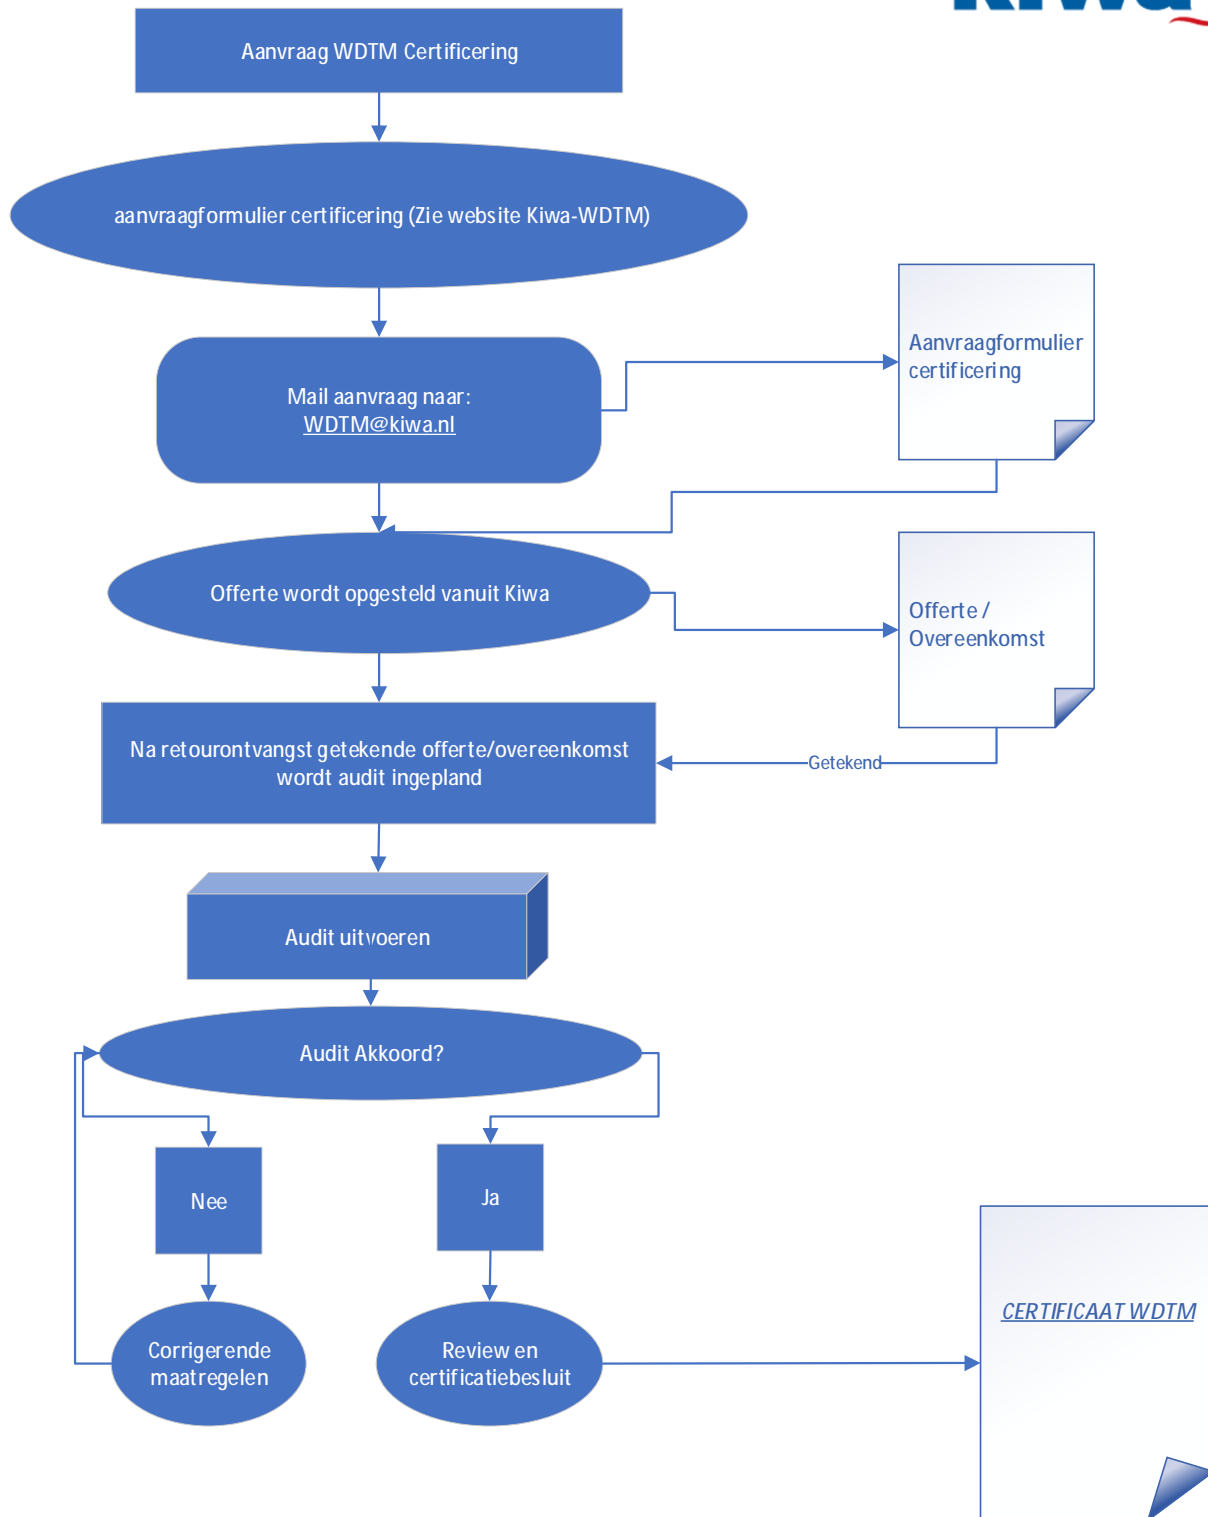 kiwa
Aanvraag WDTM Certificering
aanvraagformulier certificering (Zie website Kiwa-WDTM)
Mail aanvraag naar:
WDTM@kiwa.nl
Aanvraagformulier
certificering
Offerte wordt opgesteld vanuit Kiwa
Offerte /
Overeenkomst
Na retourontvangst getekende offerte/overeenkomst
wordt audit ingepland
Getekend
Audit uitvoeren
Audit Akkoord?
Nee
Ja
Corrigerende
maatregelen
Review en
certificatiebesluit
CERTIFICAAT WDTM